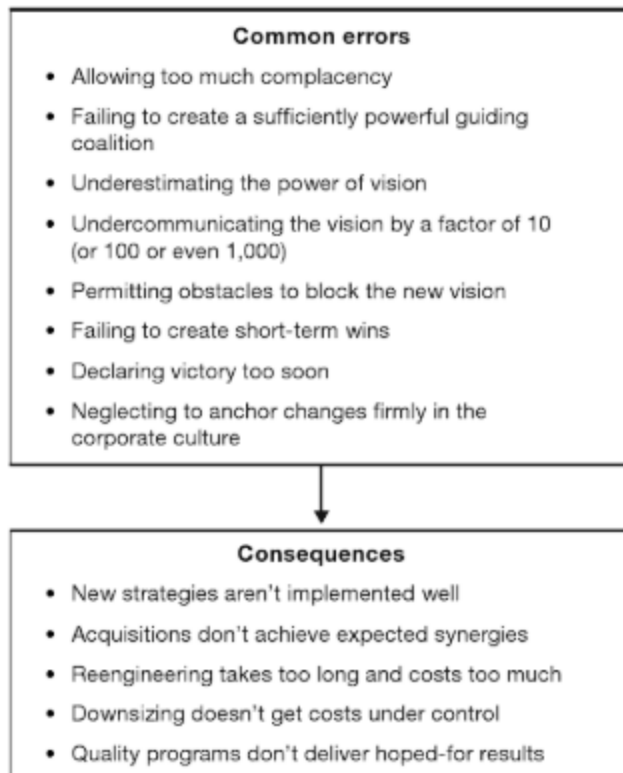 Common errors
• Allowing too much complacency
• Failing to create a sufficiently powerful guiding
coalition
• Underestimating the power of vision
• Undercommunicating the vision by a factor of 10
(or 100 or even 1,000)
• Permitting obstacles to block the new vision
• Failing to create short-term wins
• Declaring victory too soon
• Neglecting to anchor changes firmly in the
corporate culture
Consequences
• New strategies aren't implemented well
• Acquisitions don't achieve expected synergies
• Reengineering takes too long and costs too much
• Downsizing doesn't get costs under control
• Quality programs don't deliver hoped-for results